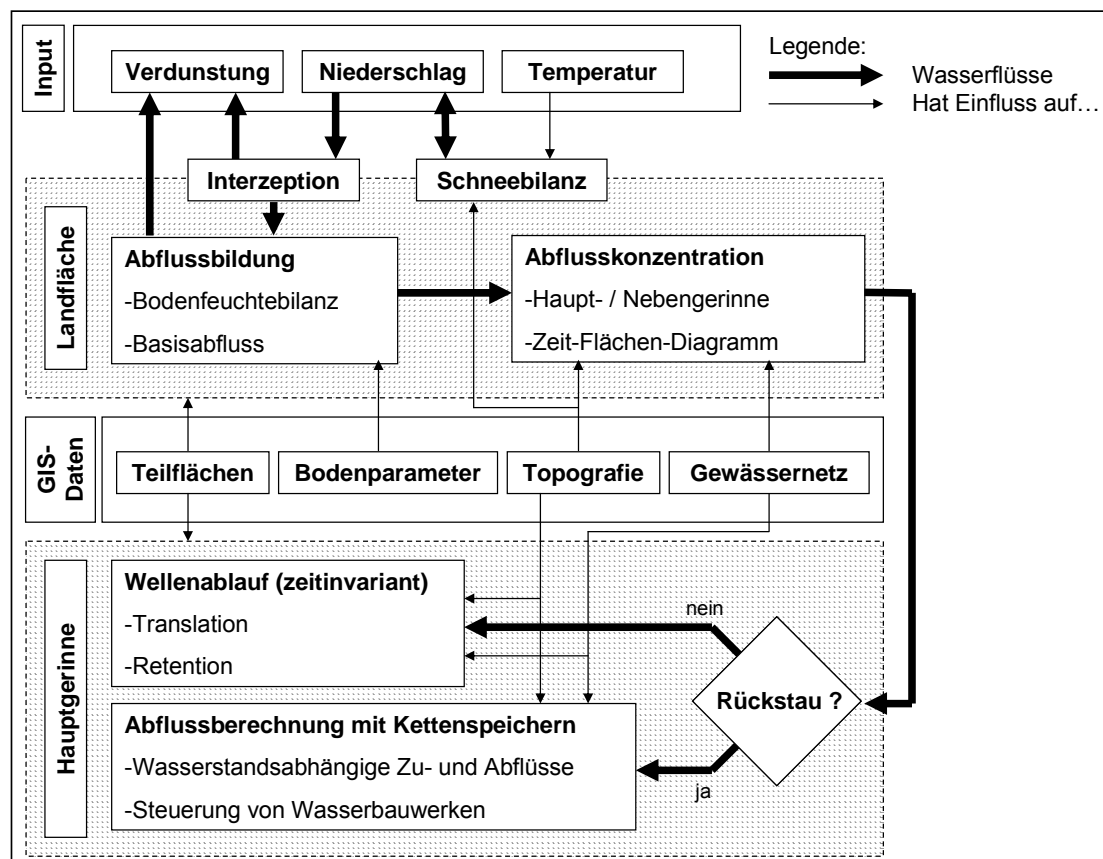 Input
Verdunstung
Niederschlag
Temperatur
Legende:
Wasserflüsse
Hat Einfluss auf…
Interzeption
Schneebilanz
Landfläche
Abflussbildung
-Bodenfeuchtebilanz
-Basisabfluss
Abflusskonzentration
-Haupt- / Nebengerinne
-Zeit-Flächen-Diagramm
GIS-
Daten
Teilflächen
Bodenparameter
Topografie
Gewässernetz
Hauptgerinne
Wellenablauf (zeitinvariant)
-Translation
-Retention
nein
Rückstau ?
ja
Abflussberechnung mit Kettenspeichern
-Wasserstandsabhängige Zu- und Abflüsse
-Steuerung von Wasserbauwerken